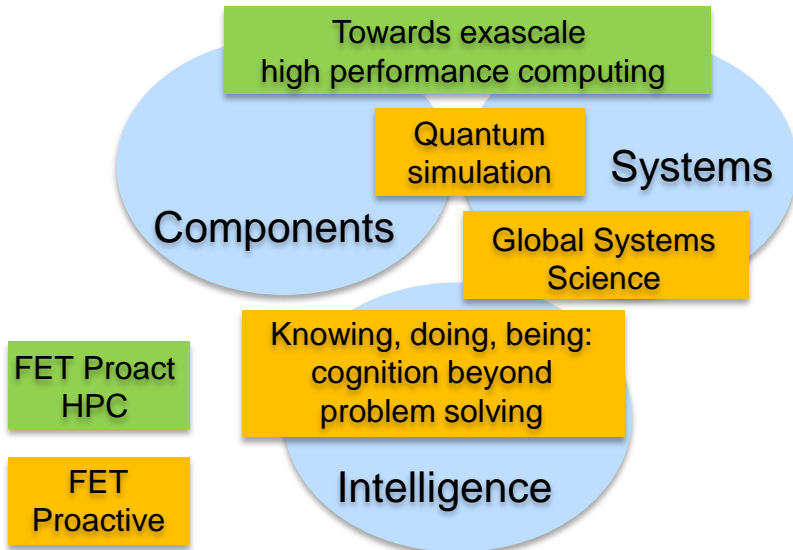 Towards exascale
high performance computing
Quantum
simulation
Systems
Components
Global Systems
Science
Knowing, doing, being:
cognition beyond
problem solving
FET Proact
HPC
Intelligence
FET
Proactive